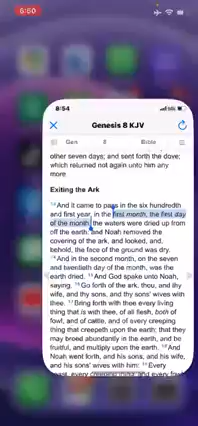 5:50
8:54
Genesis 8 KJV
Gen 8 Bible
other seven days; and sent forth the dove;
which returned not again unto him any
more
Exiting the Ark
13 And it came to pass in the six hundredth
and first year, in the first month, the first day
of the month, the waters were dried up from
off the earth: and Noah removed the
covering of the ark, and looked, and,
behold, the face of the ground was dry.
14 And in the second month, on the seven
and twentieth day of the month, was the
earth dried. 15 And God spake unto Noah,
saying, 16 Go forth of the ark, thou, and thy
wife, and thy sons, and thy sons' wives with
thee. 17 Bring forth with thee every living
thing that is with thee, of all flesh, both of
fowl, and of cattle, and of every creeping
thing that creepeth upon the earth; that they
may breed abundantly in the earth, and be
fruitful, and multiply upon the earth. 18 And
Noah went forth, and his sons, and his wife,
and his sons' wives with him: 19 Every
beast, every creeping thing, and every fowl